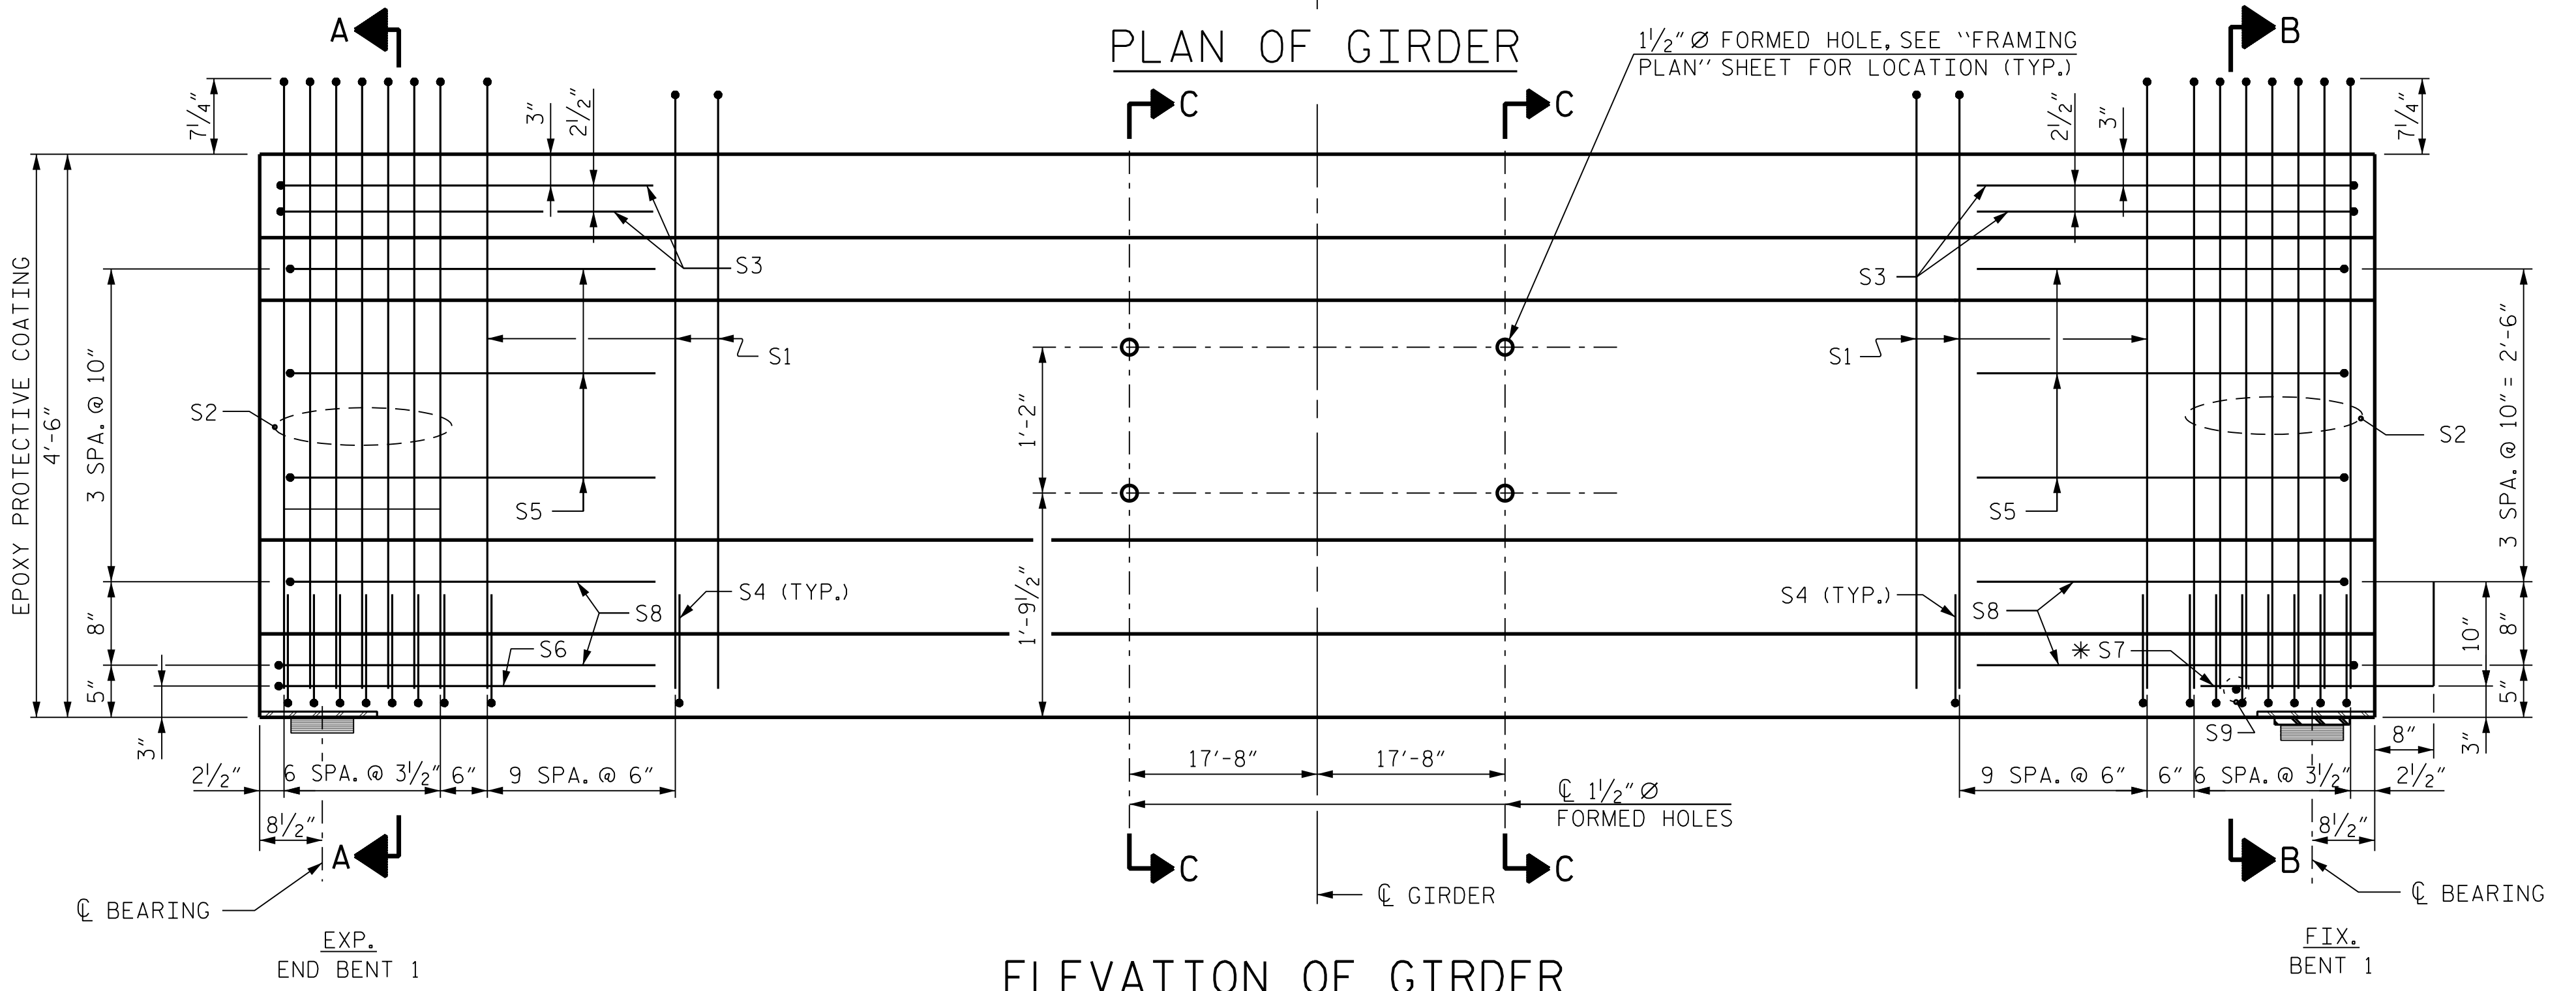 PLAN OF GIRDER
A
B
1½"Ø FORMED HOLE, SEE "FRAMING
PLAN" SHEET FOR LOCATION (TYP.)
C
C
7¼"
3"
2½"
2½"
3"
7¼"
EPOXY PROTECTIVE COATING
4'-6"
3 SPA. @ 10"
8"
5"
3"
S3
S3
S1
S1
S2
S2
S5
S5
1'-2"
1'-9½"
3 SPA. @ 10" = 2'-6"
S4 (TYP.)
S4 (TYP.)
S8
S8
S6
✳ S7
S9
10"
8"
5"
3"
8"
2½"
6 SPA. @ 3½"
6"
9 SPA. @ 6"
17'-8"
17'-8"
9 SPA. @ 6"
6"
6 SPA. @ 3½"
2½"
℄ 1½"Ø
FORMED HOLES
8½"
8½"
A
C
C
B
℄ BEARING
℄ GIRDER
℄ BEARING
EXP.
END BENT 1
FIX.
BENT 1
ELEVATION OF GIRDER